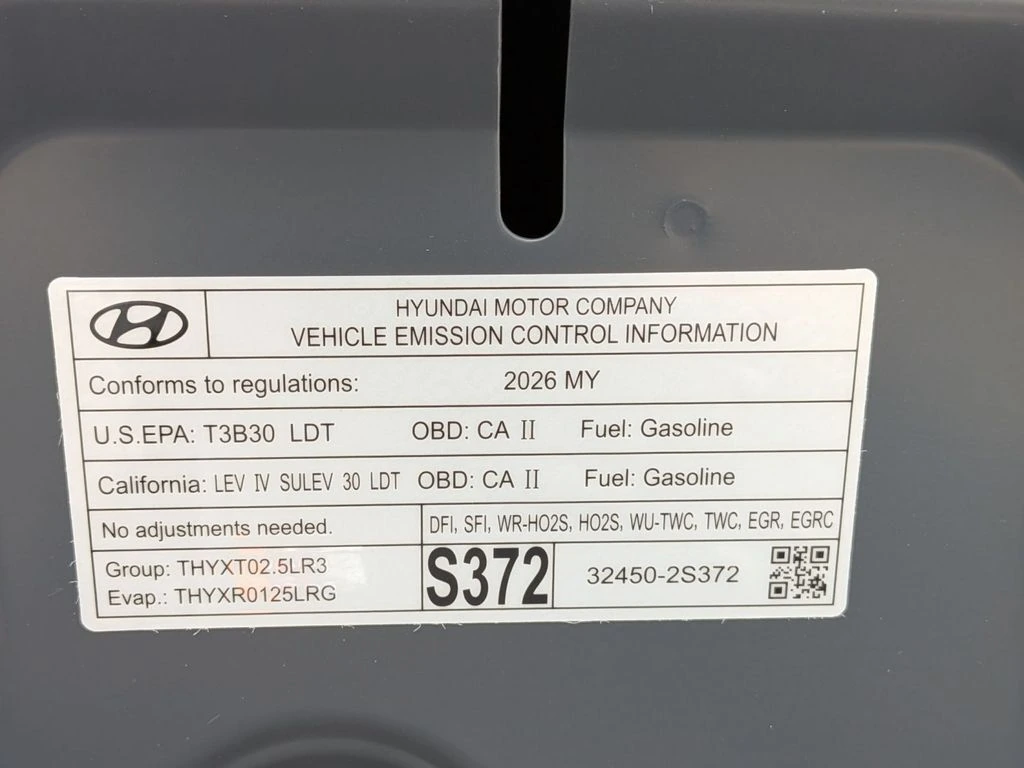 HYUNDAI MOTOR COMPANY
VEHICLE EMISSION CONTROL INFORMATION
Conforms to regulations: 2026 MY
U.S.EPA: T3B30 LDT OBD: CA II Fuel: Gasoline
California: LEV IV SULEV 30 LDT OBD: CA II Fuel: Gasoline
No adjustments needed. DFI, SFI, WR-HO2S, HO2S, WU-TWC, TWC, EGR, EGRC
Group: THYXT02.5LR3
Evap.: THYXR0125LRG
S372 32450-2S372